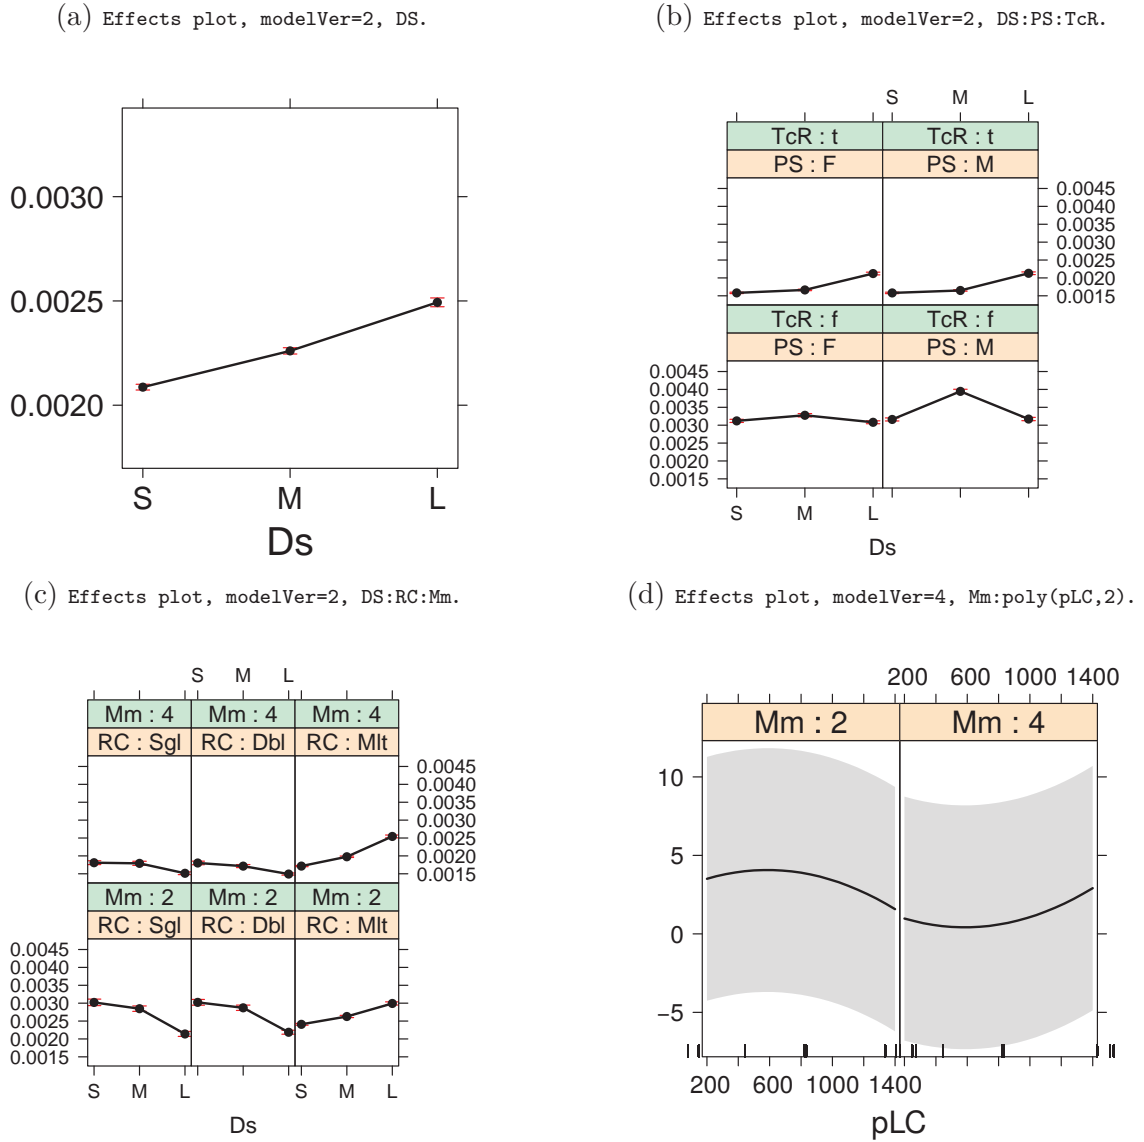 (a) Effects plot, modelVer=2, DS.
0.0030
0.0025
0.0020
S M L
Ds
(b) Effects plot, modelVer=2, DS:PS:TcR.
S M L
TcR : t TcR : t
PS : F PS : M
0.0045
0.0040
0.0035
0.0030
0.0025
0.0020
0.0015
TcR : f TcR : f
PS : F PS : M
0.0045
0.0040
0.0035
0.0030
0.0025
0.0020
0.0015
S M L
Ds
(c) Effects plot, modelVer=2, DS:RC:Mm.
S M L
Mm : 4 Mm : 4 Mm : 4
RC : Sgl RC : Dbl RC : Mlt
0.0045
0.0040
0.0035
0.0030
0.0025
0.0020
0.0015
Mm : 2 Mm : 2 Mm : 2
RC : Sgl RC : Dbl RC : Mlt
0.0045
0.0040
0.0035
0.0030
0.0025
0.0020
0.0015
S M L S M L
Ds
(d) Effects plot, modelVer=4, Mm:poly(pLC,2).
200 600 1000 1400
Mm : 2 Mm : 4
10
5
0
−5
200 600 1000 1400
pLC